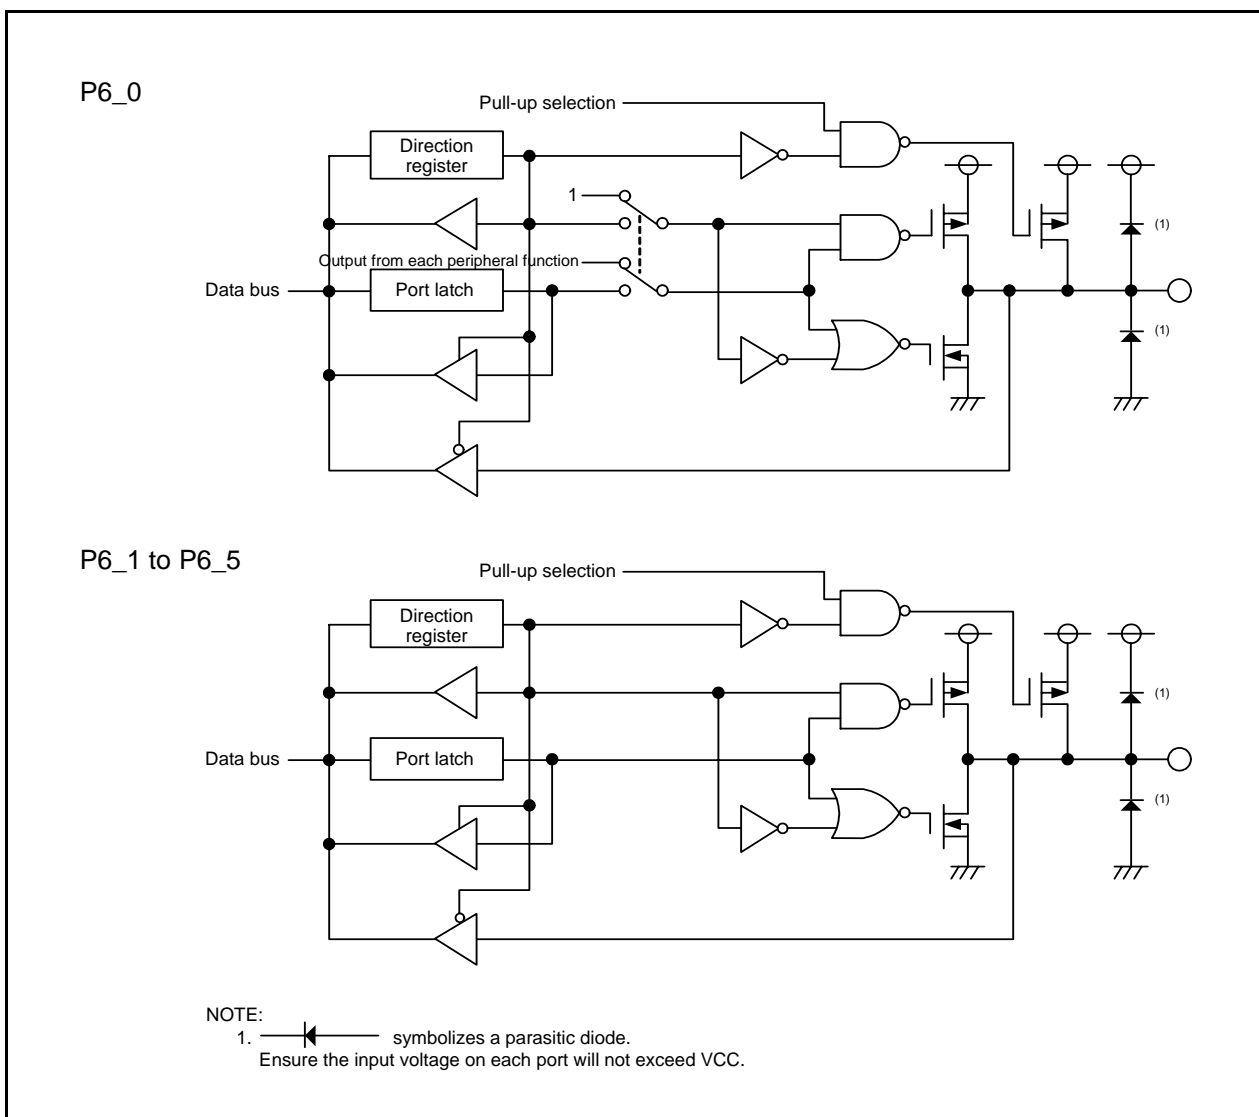 P6_0
Pull-up selection
Direction
register
1
(1)
Output from each peripheral function
Data bus
Port latch
(1)
P6_1 to P6_5
Pull-up selection
Direction
register
(1)
Data bus
Port latch
(1)
NOTE:
1. symbolizes a parasitic diode.
Ensure the input voltage on each port will not exceed VCC.